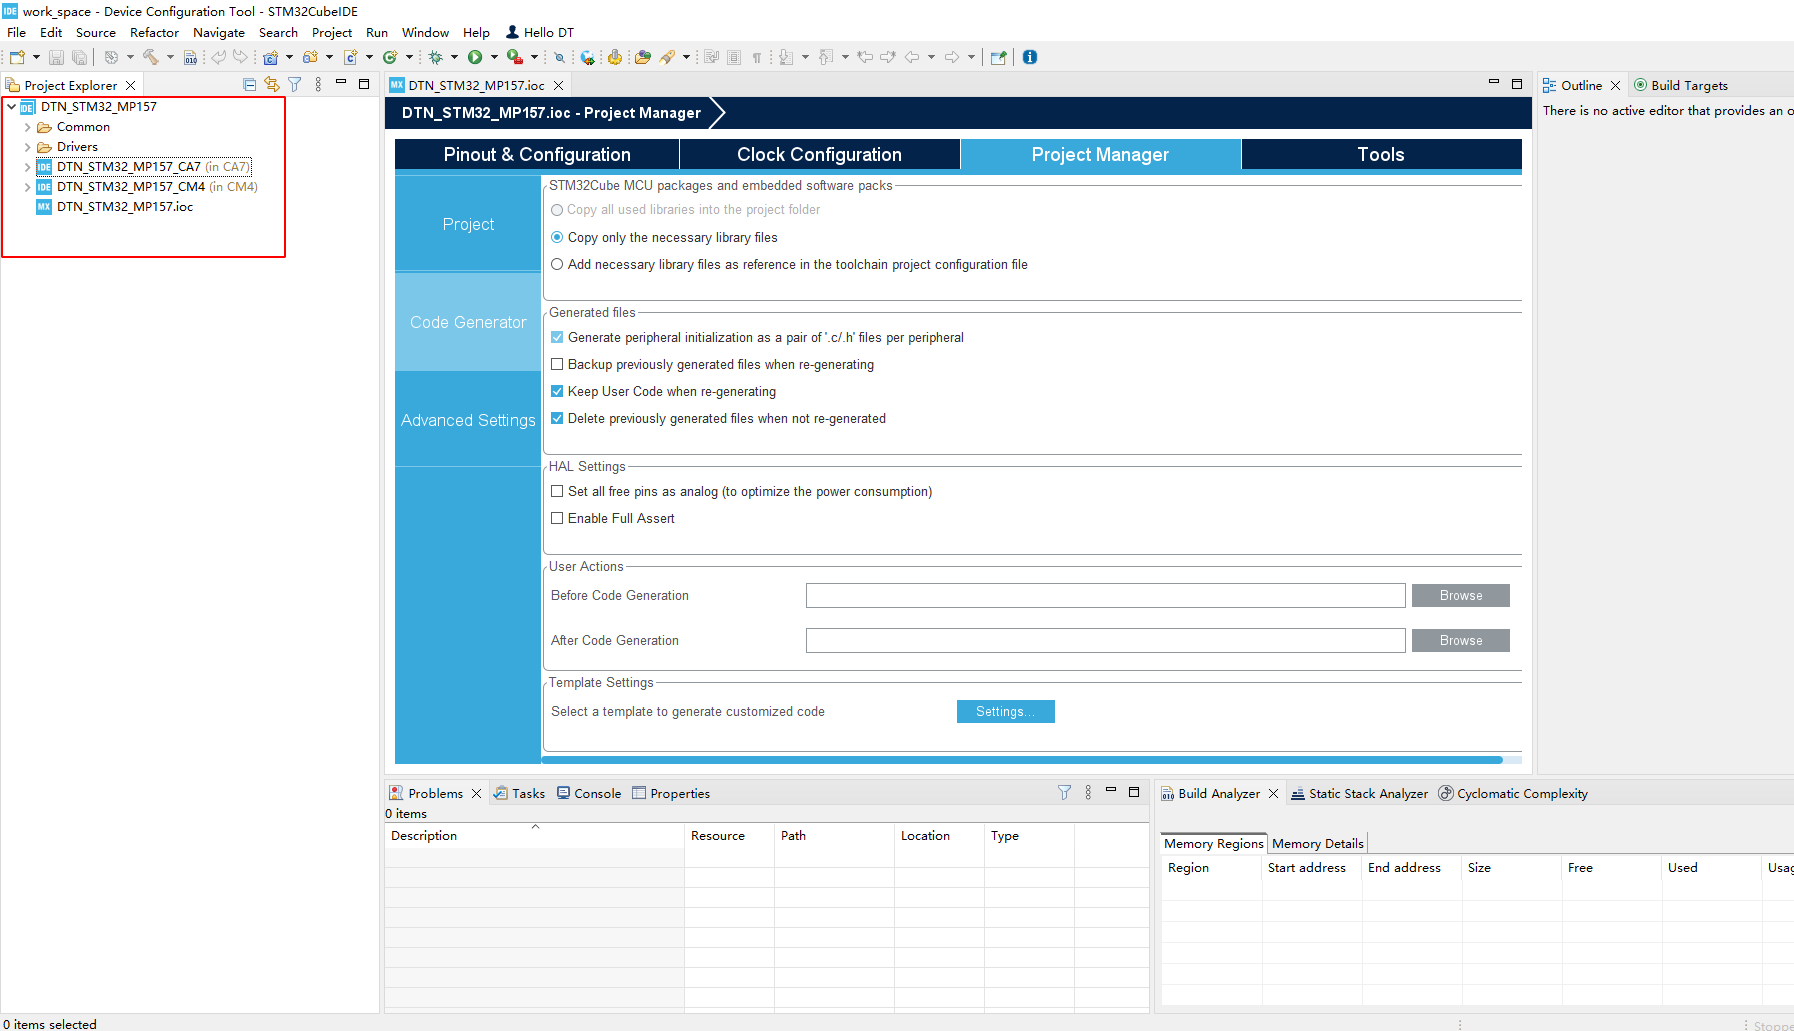 work_space - Device Configuration Tool - STM32CubeIDE
File Edit Source Refactor Navigate Search Project Run Window Help Hello DT
Project Explorer
DTN_STM32_MP157
Common
Drivers
DTN_STM32_MP157_CA7 (in CA7)
DTN_STM32_MP157_CM4 (in CM4)
DTN_STM32_MP157.ioc
DTN_STM32_MP157.ioc
DTN_STM32_MP157.ioc - Project Manager
Pinout & Configuration Clock Configuration Project Manager Tools
Project
Code Generator
Advanced Settings
STM32Cube MCU packages and embedded software packs
Copy all used libraries into the project folder
Copy only the necessary library files
Add necessary library files as reference in the toolchain project configuration file
Generated files
Generate peripheral initialization as a pair of '.c/.h' files per peripheral
Backup previously generated files when re-generating
Keep User Code when re-generating
Delete previously generated files when not re-generated
HAL Settings
Set all free pins as analog (to optimize the power consumption)
Enable Full Assert
User Actions
Before Code Generation Browse
After Code Generation Browse
Template Settings
Select a template to generate customized code Settings...
Outline Build Targets
There is no active editor that provides an o
Problems Tasks Console Properties
0 items
Description Resource Path Location Type
Build Analyzer Static Stack Analyzer Cyclomatic Complexity
Memory Regions Memory Details
Region Start address End address Size Free Used Usag
0 items selected
Stoppe